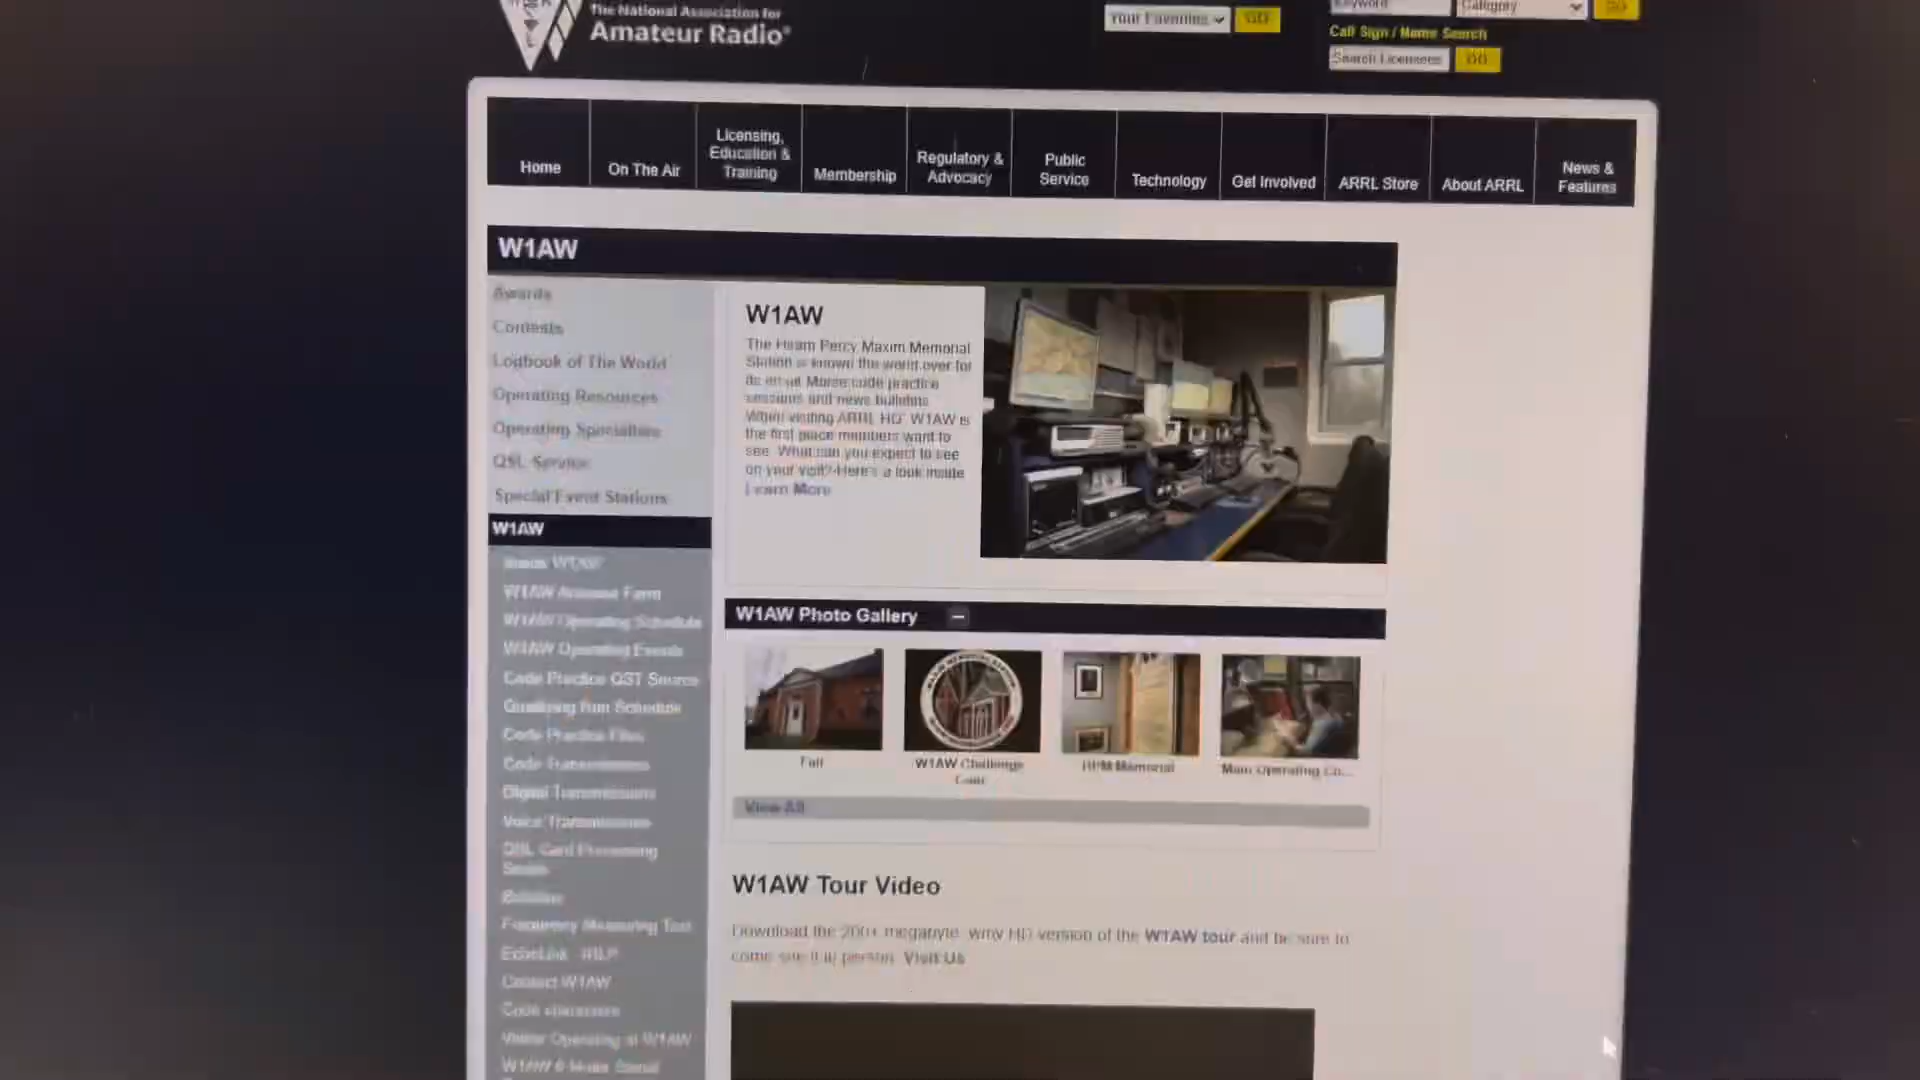 The National Association for
Amateur Radio®
Your Favorites
GO
Keyword
Category
GO
Call Sign / Name Search
Search Licensees
GO
Home
On The Air
Licensing,
Education &
Training
Membership
Regulatory &
Advocacy
Public
Service
Technology
Get Involved
ARRL Store
About ARRL
News &
Features
W1AW
Awards
Contests
Logbook of The World
Operating Resources
Operating Specialties
QSL Service
Special Event Stations
W1AW
Inside W1AW
W1AW Antenna Farm
W1AW Operating Schedule
W1AW Operating Events
Code Practice QST Source
Qualifying Run Schedule
Code Practice Files
Code Transmissions
Digital Transmissions
Voice Transmissions
QSL Card Processing
Bulletins
Frequency Measuring Test
EchoLink IRLP
Contact W1AW
Code characters
Visitor Operating at W1AW
W1AW
W1AW
The Hiram Percy Maxim Memorial
Station is known the world over for
its on air Morse code practice
sessions and news bulletins.
When visiting ARRL HQ, W1AW is
the first place members want to
see. What can you expect to see
on your visit? Here's a look inside
Learn More
W1AW Photo Gallery
Fall
W1AW Challenge
Coin
HPM Memorial
Main Operating Co...
View All
W1AW Tour Video
Download the 200+ megabyte .wmv HD version of the W1AW tour and be sure to
come see it in person. Visit Us